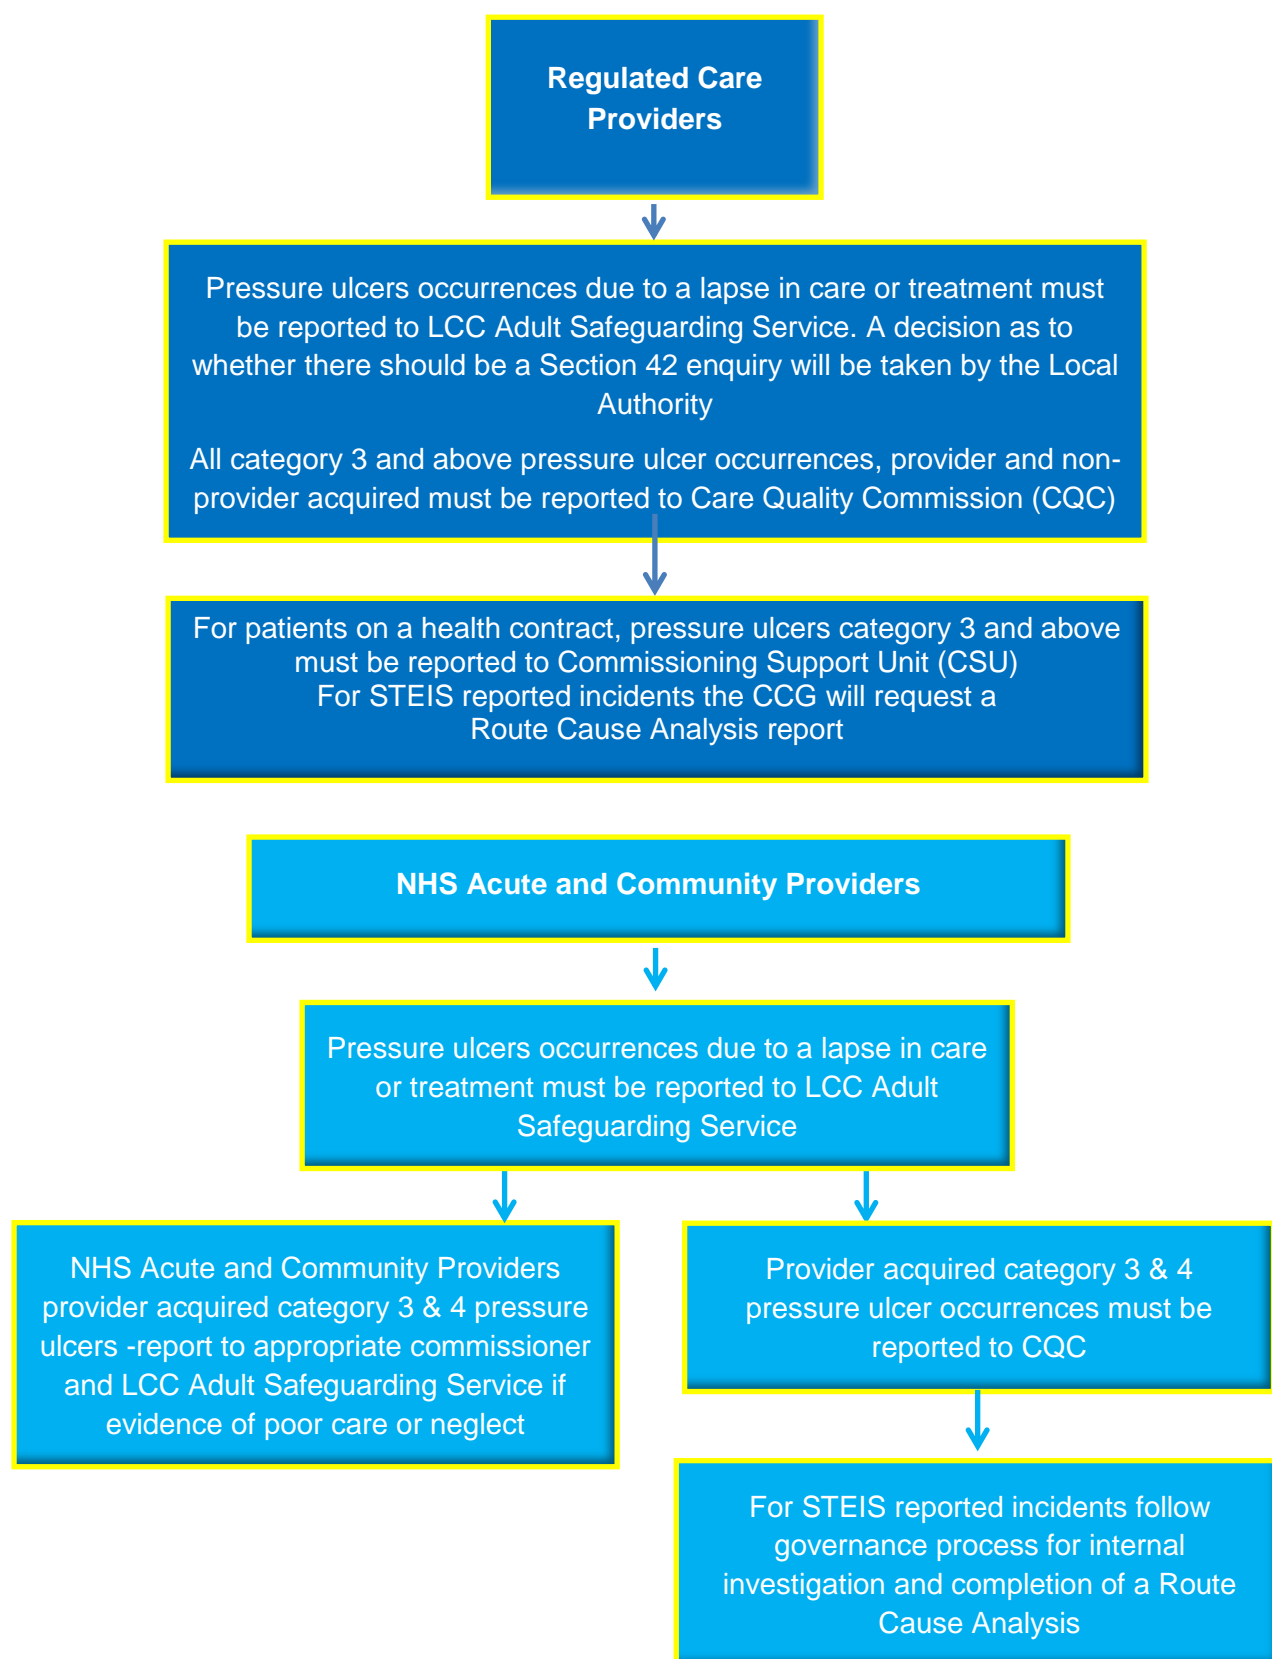 Regulated Care
Providers
Pressure ulcers occurrences due to a lapse in care or treatment must
be reported to LCC Adult Safeguarding Service. A decision as to
whether there should be a Section 42 enquiry will be taken by the Local
Authority
All category 3 and above pressure ulcer occurrences, provider and non-
provider acquired must be reported to Care Quality Commission (CQC)
For patients on a health contract, pressure ulcers category 3 and above
must be reported to Commissioning Support Unit (CSU)
For STEIS reported incidents the CCG will request a
Route Cause Analysis report
NHS Acute and Community Providers
Pressure ulcers occurrences due to a lapse in care
or treatment must be reported to LCC Adult
Safeguarding Service
NHS Acute and Community Providers
provider acquired category 3 & 4 pressure
ulcers -report to appropriate commissioner
and LCC Adult Safeguarding Service if
evidence of poor care or neglect
Provider acquired category 3 & 4
pressure ulcer occurrences must be
reported to CQC
For STEIS reported incidents follow
governance process for internal
investigation and completion of a Route
Cause Analysis